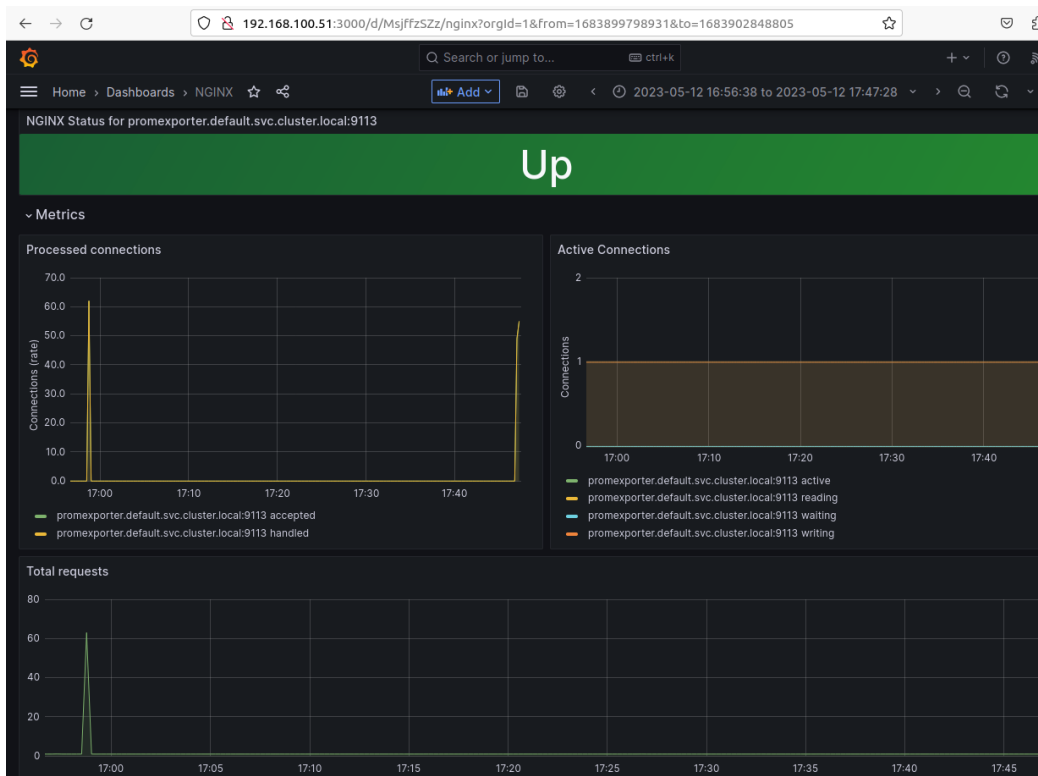 192.168.100.51:3000/d/MsjffzSZz/nginx?orgId=1&from=1683899798931&to=1683902848805
Search or jump to... ctrl+k
Home › Dashboards › NGINX Add 2023-05-12 16:56:38 to 2023-05-12 17:47:28
NGINX Status for promexporter.default.svc.cluster.local:9113
Up
Metrics
Processed connections
70.0
60.0
50.0
40.0
30.0
20.0
10.0
0.0
Connections (rate)
17:00 17:10 17:20 17:30 17:40
promexporter.default.svc.cluster.local:9113 accepted
promexporter.default.svc.cluster.local:9113 handled
Active Connections
2
1
0
Connections
17:00 17:10 17:20 17:30 17:40
promexporter.default.svc.cluster.local:9113 active
promexporter.default.svc.cluster.local:9113 reading
promexporter.default.svc.cluster.local:9113 waiting
promexporter.default.svc.cluster.local:9113 writing
Total requests
80
60
40
20
0
17:00 17:05 17:10 17:15 17:20 17:25 17:30 17:35 17:40 17:45